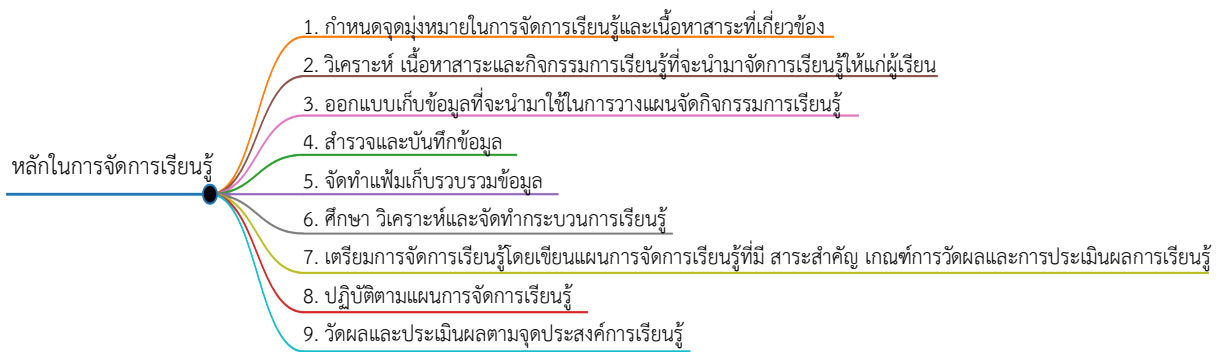 หลักในการจัดการเรียนรู้
1. กำหนดจุดมุ่งหมายในการจัดการเรียนรู้และเนื้อหาสาระที่เกี่ยวข้อง
2. วิเคราะห์ เนื้อหาสาระและกิจกรรมการเรียนรู้ที่จะนำมาจัดการเรียนรู้ให้แก่ผู้เรียน
3. ออกแบบเก็บข้อมูลที่จะนำมาใช้ในการวางแผนจัดกิจกรรมการเรียนรู้
4. สำรวจและบันทึกข้อมูล
5. จัดทำแฟ้มเก็บรวบรวมข้อมูล
6. ศึกษา วิเคราะห์และจัดทำกระบวนการเรียนรู้
7. เตรียมการจัดการเรียนรู้โดยเขียนแผนการจัดการเรียนรู้ที่มี สาระสำคัญ เกณฑ์การวัดผลและการประเมินผลการเรียนรู้
8. ปฏิบัติตามแผนการจัดการเรียนรู้
9. วัดผลและประเมินผลตามจุดประสงค์การเรียนรู้